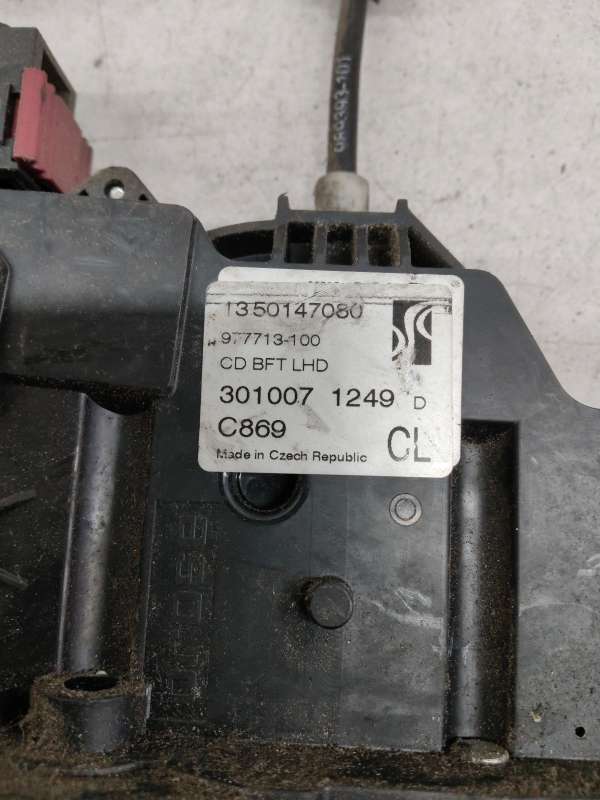 1350147080
977713-100
CD BFT LHD
301007 1249 D
C869
CL
Made in Czech Republic